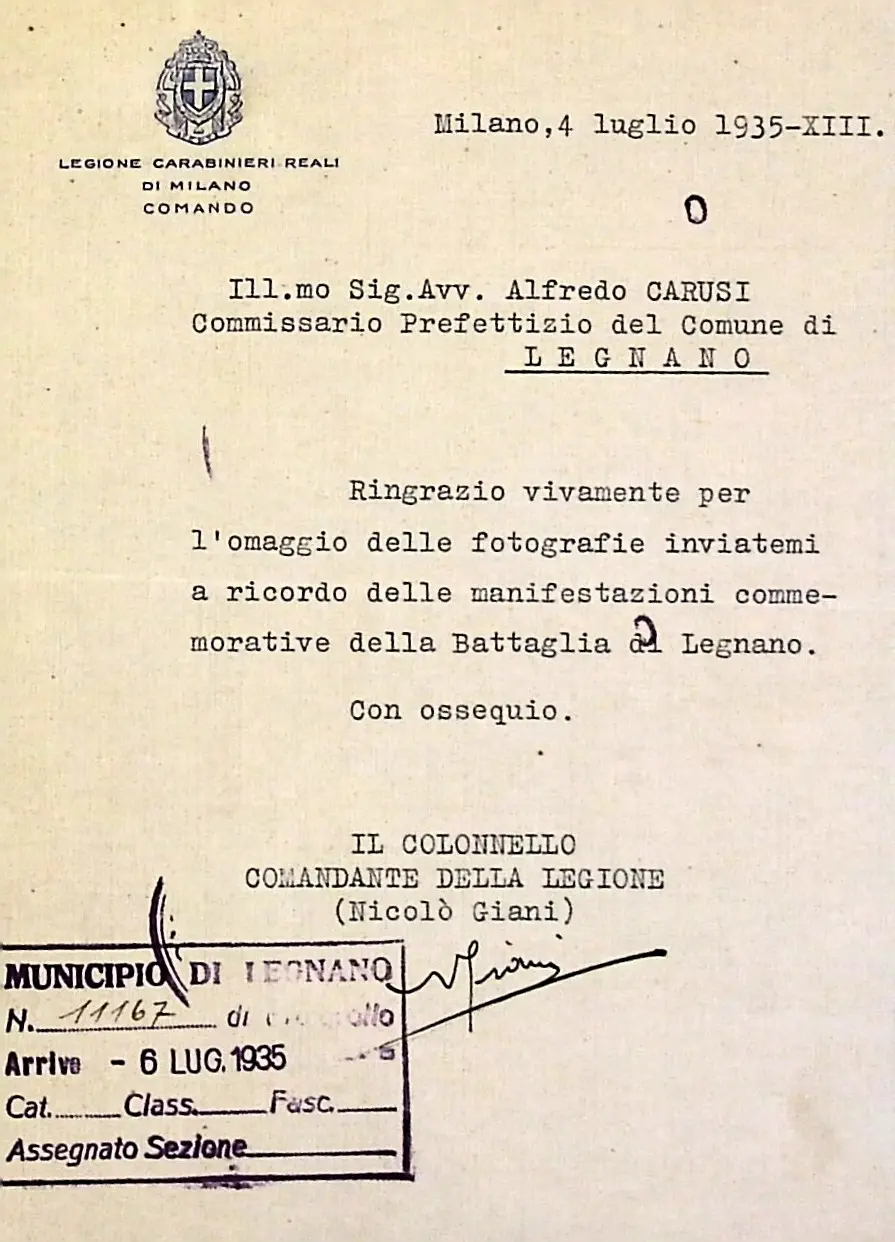 LEGIONE CARABINIERI REALI
DI MILANO
COMANDO
Milano,4 luglio 1935-XIII.
Ill.mo Sig.Avv. Alfredo CARUSI
Commissario Prefettizio del Comune di
L E G N A N O
Ringrazio vivamente per
l'omaggio delle fotografie inviatemi
a ricordo delle manifestazioni comme-
morative della Battaglia di Legnano.
Con ossequio.
IL COLONNELLO
COMANDANTE DELLA LEGIONE
(Nicolò Giani)
NGiani
MUNICIPIO DI LEGNANO
N. 11167 di
Arrivo - 6 LUG. 1935
Cat. Class. Fasc.
Assegnato Sezione